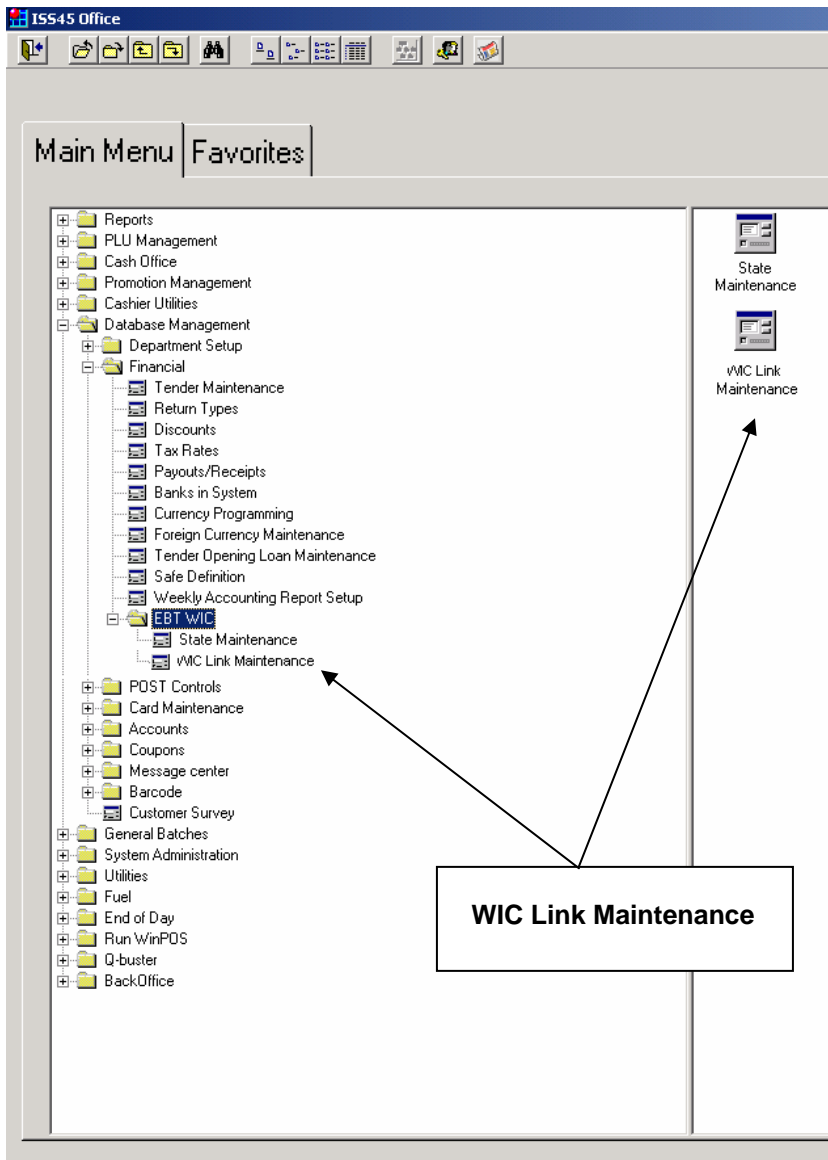 ISS45 Office
Main Menu
Favorites
Reports
PLU Management
Cash Office
Promotion Management
Cashier Utilities
Database Management
Department Setup
Financial
Tender Maintenance
Return Types
Discounts
Tax Rates
Payouts/Receipts
Banks in System
Currency Programming
Foreign Currency Maintenance
Tender Opening Loan Maintenance
Safe Definition
Weekly Accounting Report Setup
EBT WIC
State Maintenance
WIC Link Maintenance
POST Controls
Card Maintenance
Accounts
Coupons
Message center
Barcode
Customer Survey
General Batches
System Administration
Utilities
Fuel
End of Day
Run WinPOS
Q-buster
BackOffice
State
Maintenance
WIC Link
Maintenance
WIC Link Maintenance